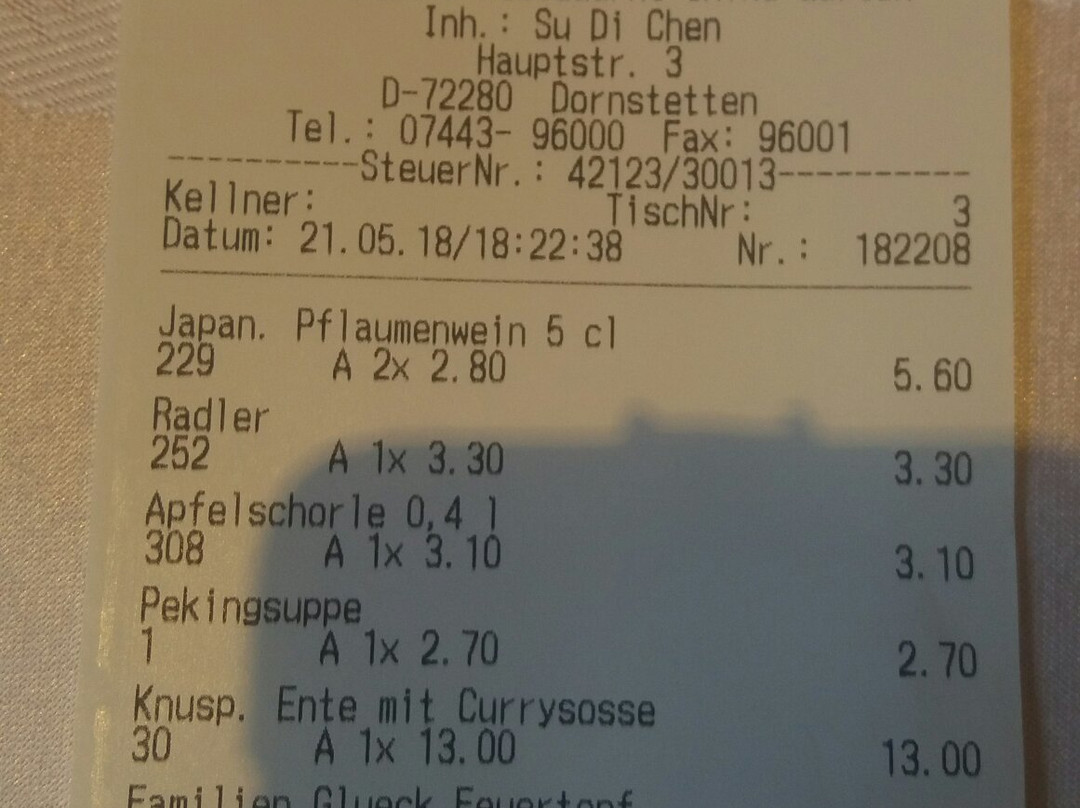 Inh.: Su Di Chen
Hauptstr. 3
D-72280 Dornstetten
Tel.: 07443- 96000 Fax: 96001
----------SteuerNr.: 42123/30013----------
Kellner: TischNr: 3
Datum: 21.05.18/18:22:38 Nr.: 182208
Japan. Pflaumenwein 5 cl
229 A 2x 2.80 5.60
Radler
252 A 1x 3.30 3.30
Apfelschorle 0,4 l
308 A 1x 3.10 3.10
Pekingsuppe
1 A 1x 2.70 2.70
Knusp. Ente mit Currysosse
30 A 1x 13.00 13.00
Familien Glueck Feuertopf